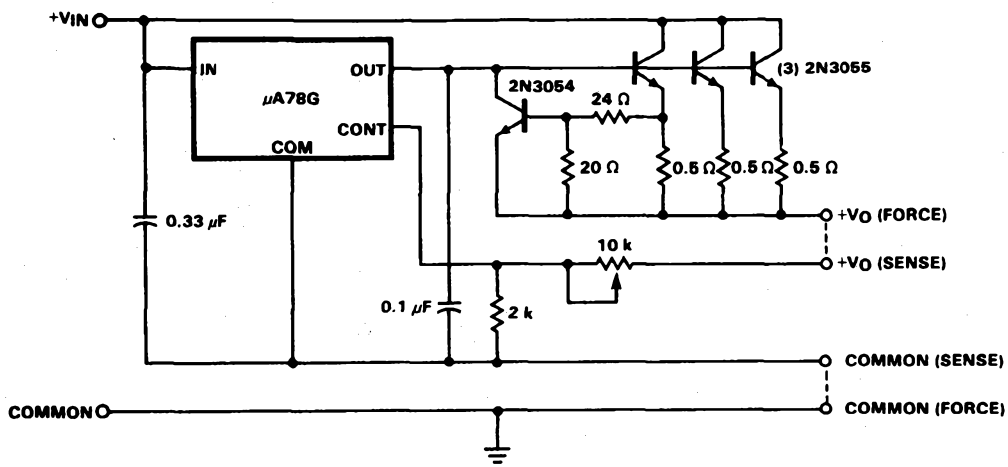 +VIN
IN
OUT
μA78G
CONT
COM
2N3054
(3) 2N3055
24 Ω
20 Ω
0.5 Ω
0.5 Ω
0.5 Ω
0.33 μF
+VO (FORCE)
10 k
+VO (SENSE)
0.1 μF
2 k
COMMON (SENSE)
COMMON
COMMON (FORCE)